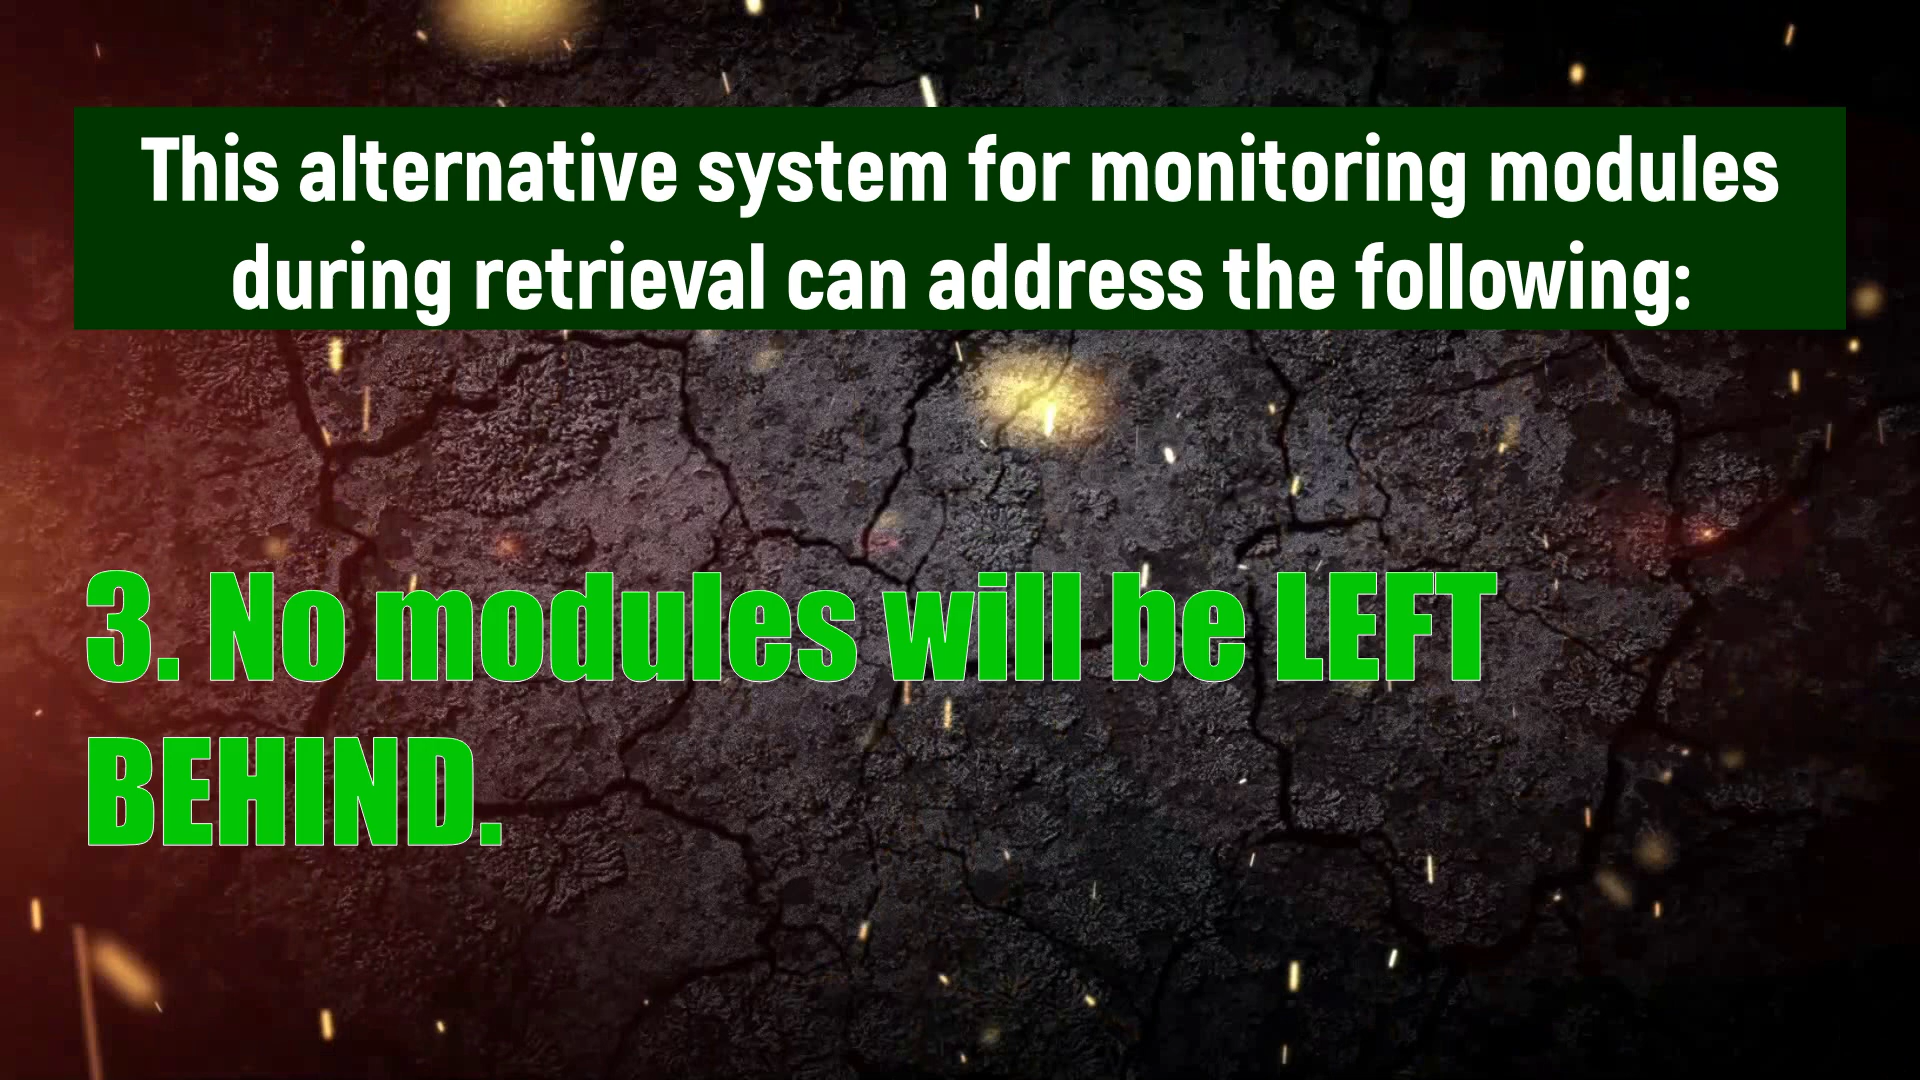 This alternative system for monitoring modules
during retrieval can address the following:
3. No modules will be LEFT
BEHIND.